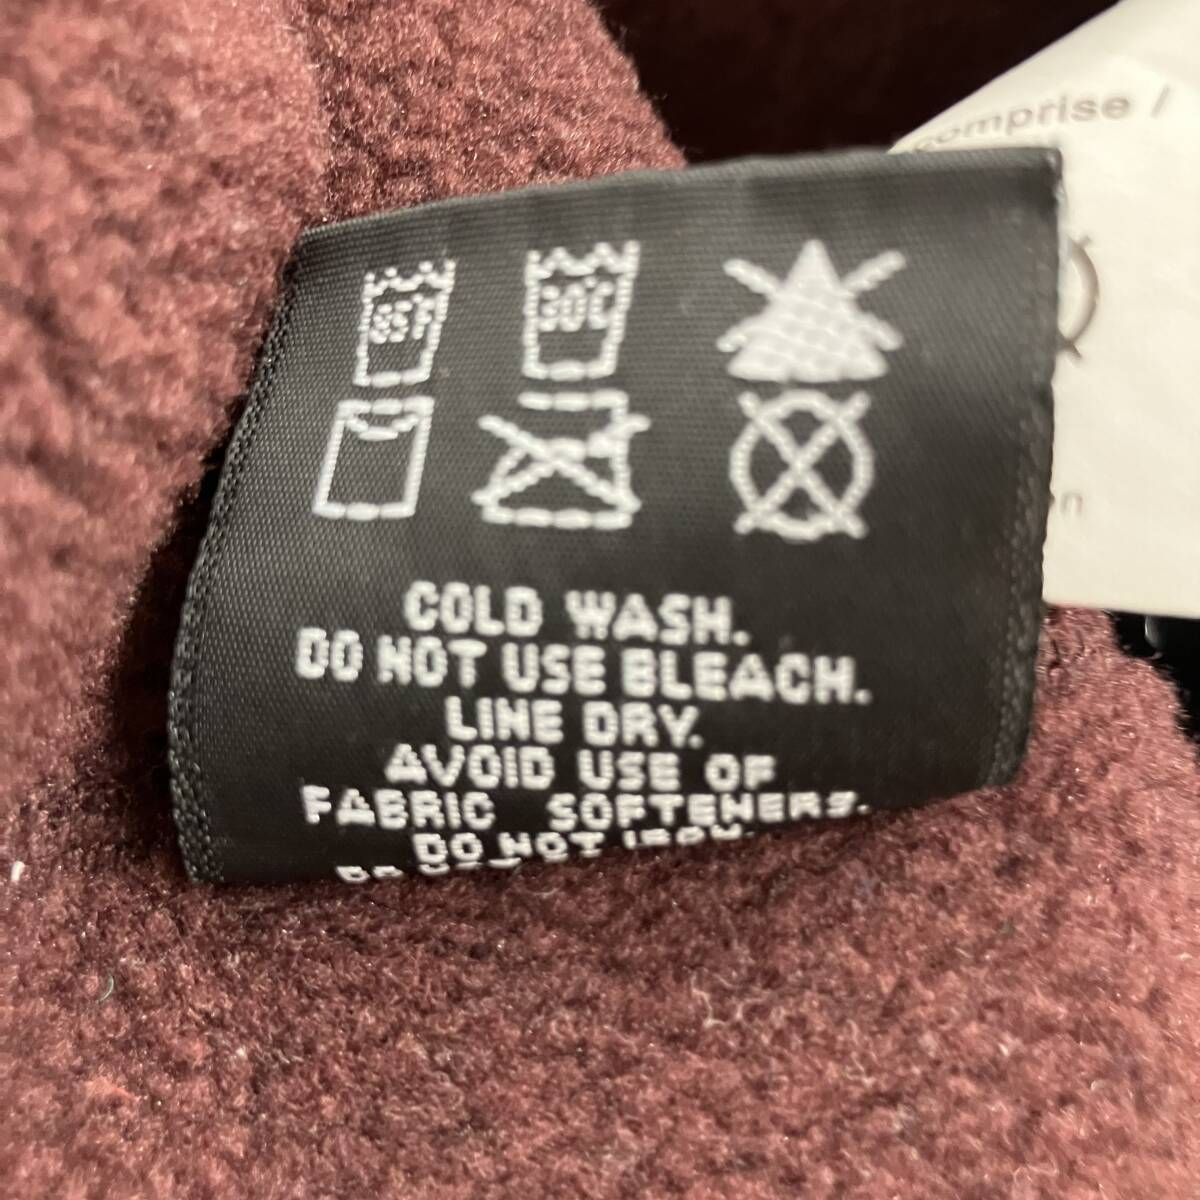 comprise /
85°F 30°C
COLD WASH.
DO NOT USE BLEACH.
LINE DRY.
AVOID USE OF
FABRIC SOFTENERS.
DO NOT IRON.